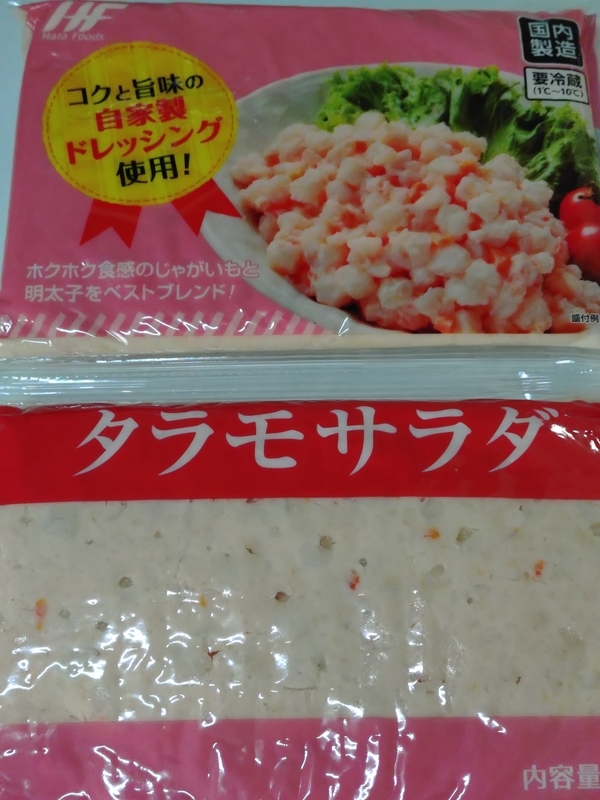 HF
Hata Foods
国内
製造
要冷蔵
(1℃~10℃)
コクと旨味の
自家製
ドレッシング
使用!
ホクホク食感のじゃがいもと
明太子をベストブレンド!
盛付例
タラモサラダ
内容量